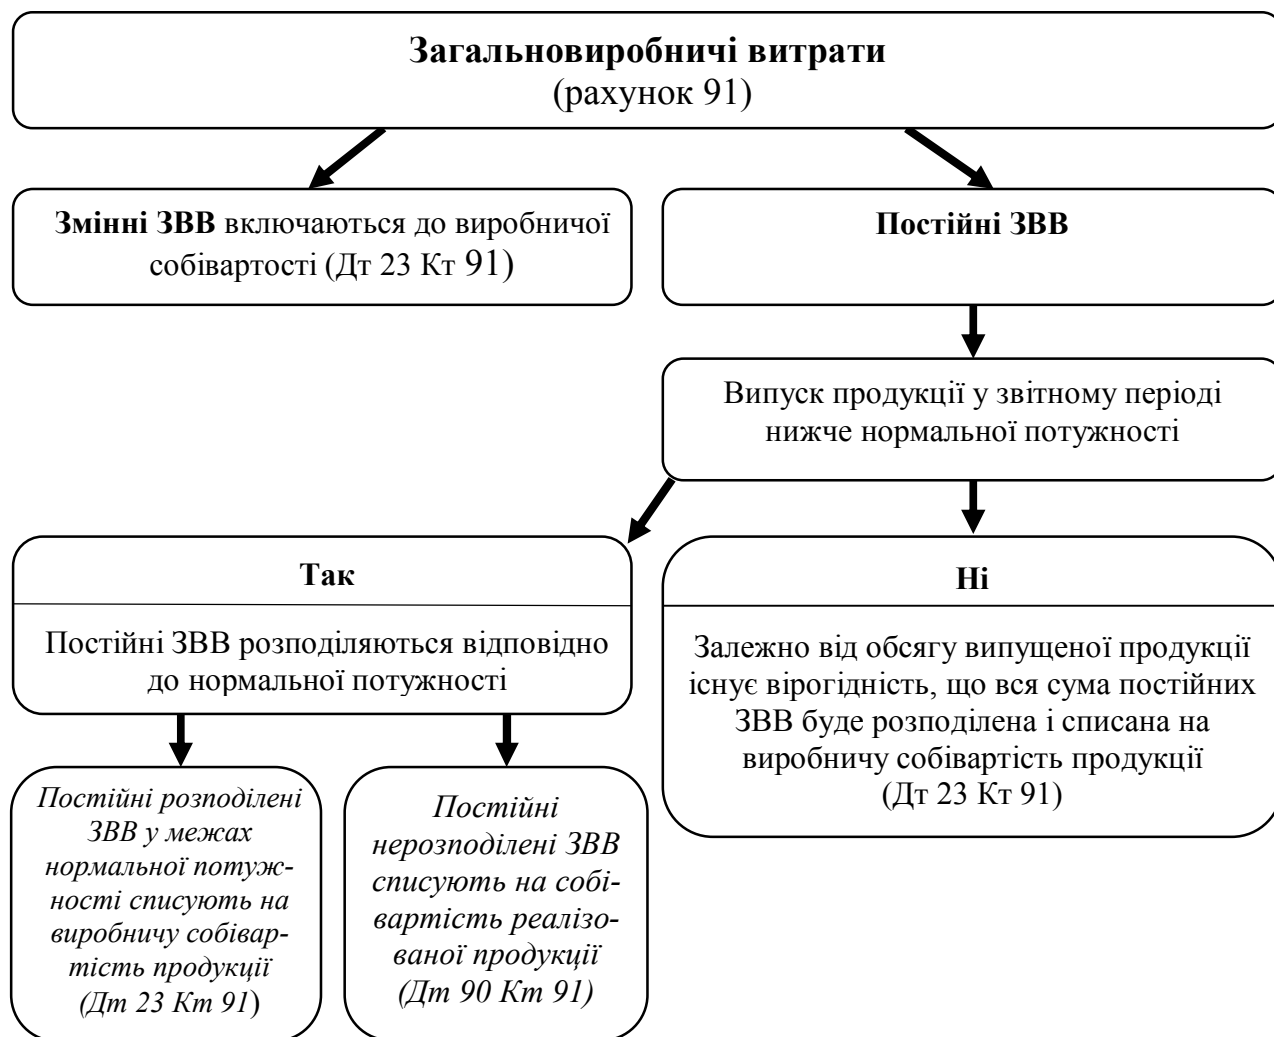 Загальновиробничі витрати
(рахунок 91)
Змінні ЗВВ включаються до виробничої
собівартості (Дт 23 Кт 91)
Постійні ЗВВ
Випуск продукції у звітному періоді
нижче нормальної потужності
Так
Постійні ЗВВ розподіляються відповідно
до нормальної потужності
Ні
Залежно від обсягу випущеної продукції
існує вірогідність, що вся сума постійних
ЗВВ буде розподілена і списана на
виробничу собівартість продукції
(Дт 23 Кт 91)
Постійні розподілені
ЗВВ у межах
нормальної потуж-
ності списують на
виробничу собівар-
тість продукції
(Дт 23 Кт 91)
Постійні
нерозподілені ЗВВ
списують на собі-
вартість реалізо-
ваної продукції
(Дт 90 Кт 91)